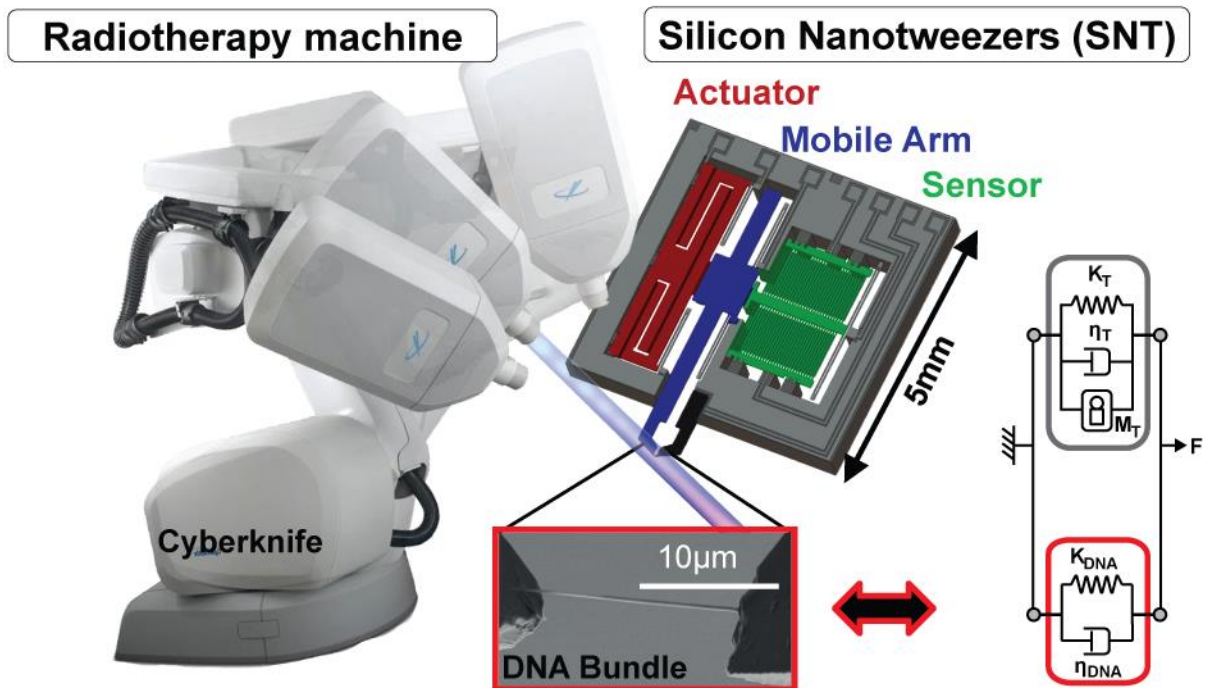 Radiotherapy machine
Silicon Nanotweezers (SNT)
Actuator
Mobile Arm
Sensor
5mm
Cyberknife
10μm
DNA Bundle
K_T
η_T
M_T
F
K_DNA
η_DNA